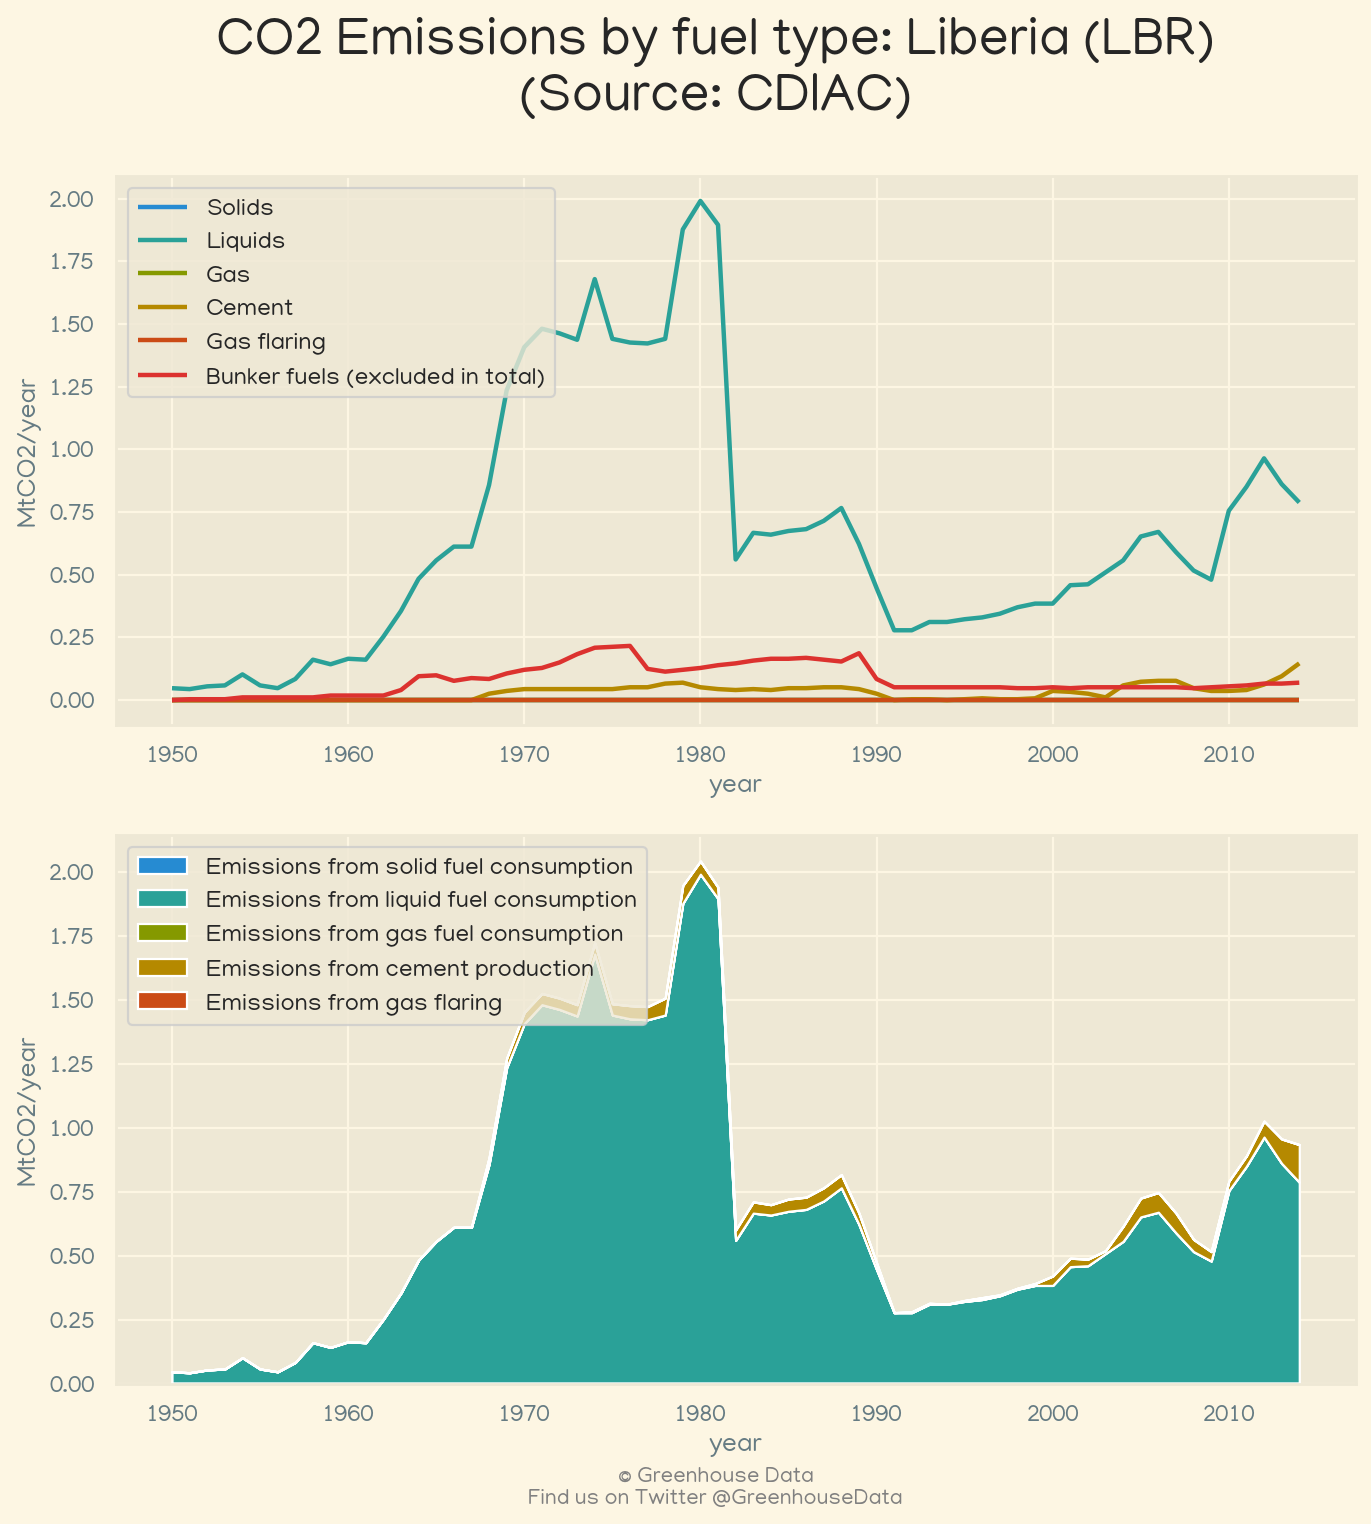 CO2 Emissions by fuel type: Liberia (LBR)
(Source: CDIAC)
2.00
1.75
1.50
1.25
1.00
0.75
0.50
0.25
0.00
MtCO2/year
Solids
Liquids
Gas
Cement
Gas flaring
Bunker fuels (excluded in total)
1950 1960 1970 1980 1990 2000 2010
year
2.00
1.75
1.50
1.25
1.00
0.75
0.50
0.25
0.00
MtCO2/year
Emissions from solid fuel consumption
Emissions from liquid fuel consumption
Emissions from gas fuel consumption
Emissions from cement production
Emissions from gas flaring
1950 1960 1970 1980 1990 2000 2010
year
© Greenhouse Data
Find us on Twitter @GreenhouseData